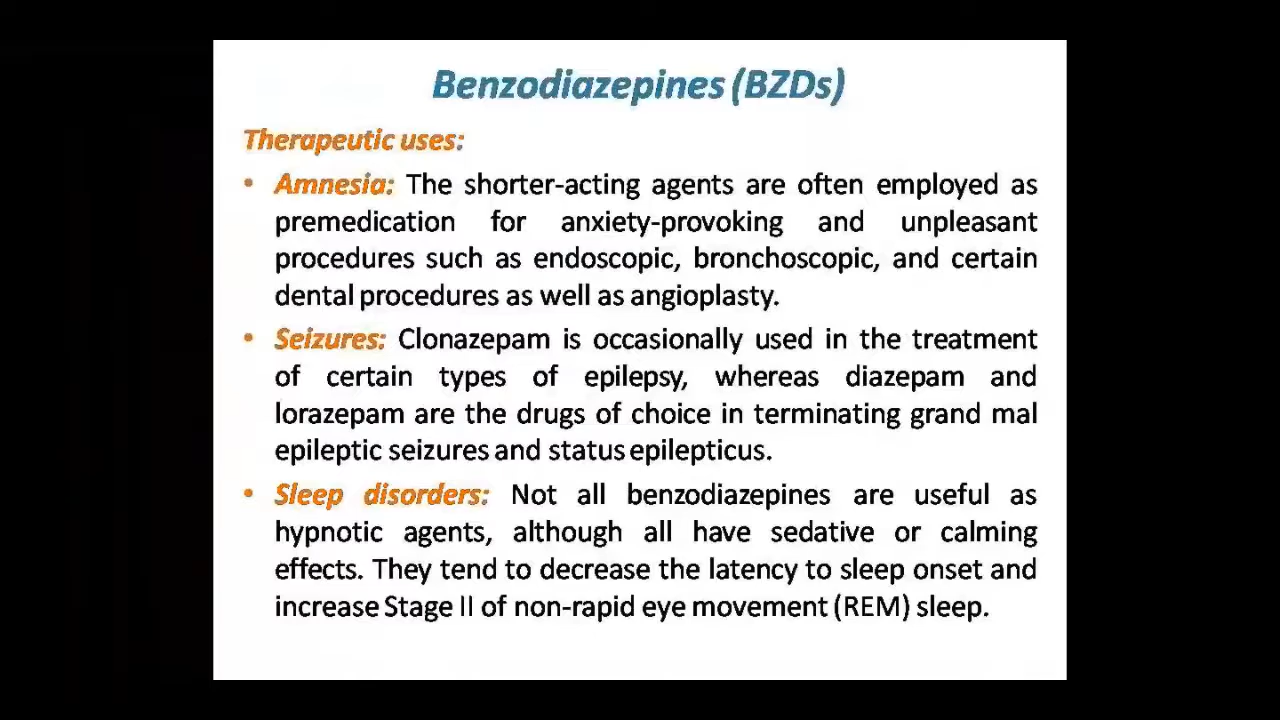 Benzodiazepines (BZDs)
Therapeutic uses:
• Amnesia: The shorter-acting agents are often employed as
premedication for anxiety-provoking and unpleasant
procedures such as endoscopic, bronchoscopic, and certain
dental procedures as well as angioplasty.
• Seizures: Clonazepam is occasionally used in the treatment
of certain types of epilepsy, whereas diazepam and
lorazepam are the drugs of choice in terminating grand mal
epileptic seizures and status epilepticus.
• Sleep disorders: Not all benzodiazepines are useful as
hypnotic agents, although all have sedative or calming
effects. They tend to decrease the latency to sleep onset and
increase Stage II of non-rapid eye movement (REM) sleep.